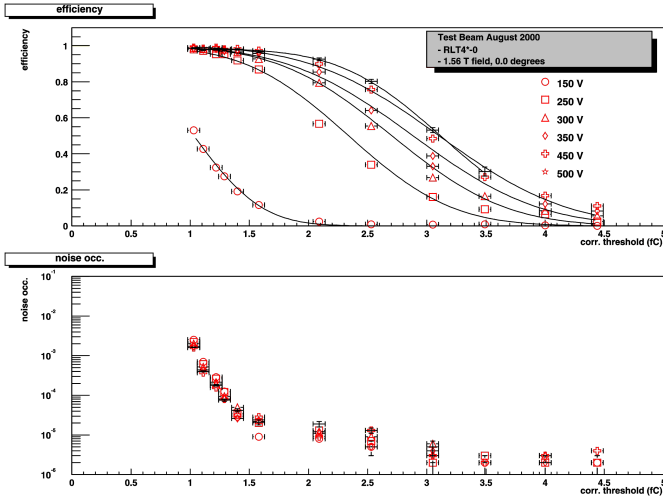 efficiency
efficiency
1
0.8
0.6
0.4
0.2
0
Test Beam August 2000
- RLT4*-0
- 1.56 T field, 0.0 degrees
150 V
250 V
300 V
350 V
450 V
500 V
0 0.5 1 1.5 2 2.5 3 3.5 4 4.5 5
corr. threshold (fC)
noise occ.
noise occ.
10-1
10-2
10-3
10-4
10-5
10-6
0 0.5 1 1.5 2 2.5 3 3.5 4 4.5 5
corr. threshold (fC)